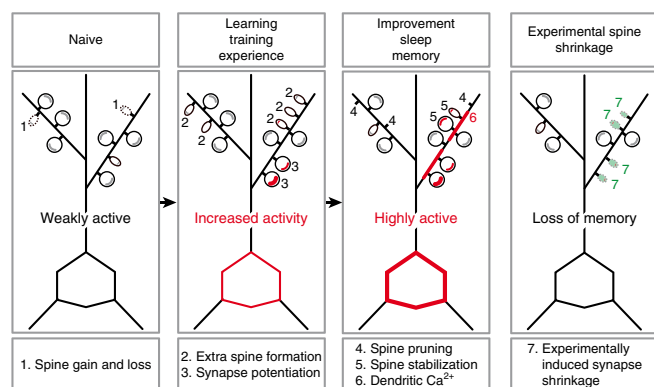 Naive
Learning
training
experience
Improvement
sleep
memory
Experimental spine
shrinkage
1
1
Weakly active
2
2
2
2
2
2
3
3
Increased activity
4
4
5
5
4
6
Highly active
7
7
7
7
Loss of memory
1. Spine gain and loss
2. Extra spine formation
3. Synapse potentiation
4. Spine pruning
5. Spine stabilization
6. Dendritic Ca²⁺
7. Experimentally
induced synapse
shrinkage